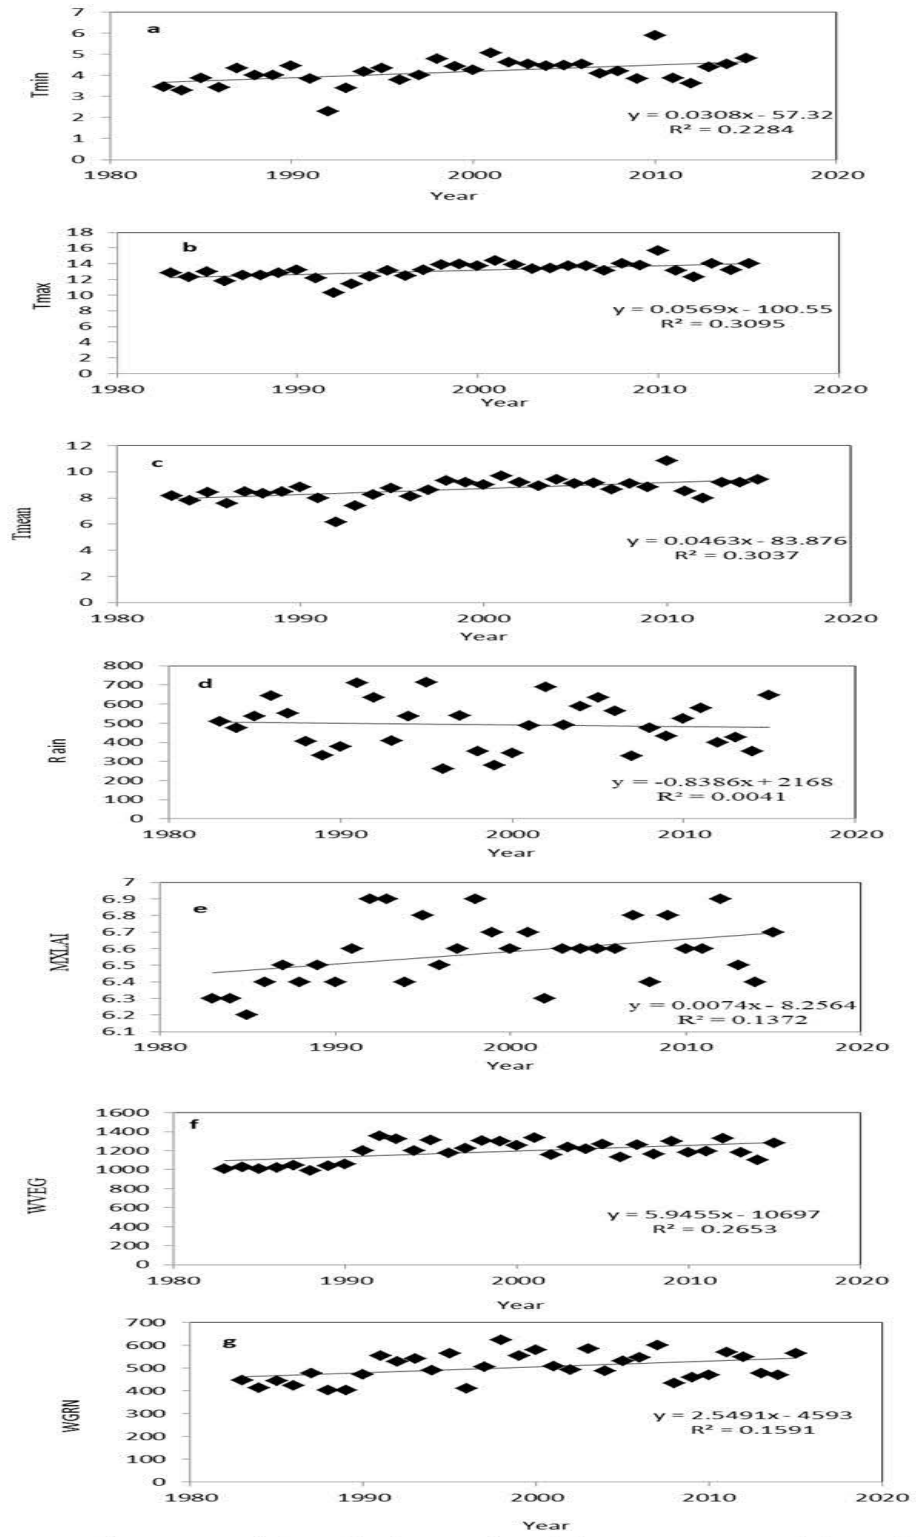 7
6
5
4
3
2
1
0
a
Tmin
y = 0.0308x - 57.32
R² = 0.2284
1980 1990 2000 2010 2020
Year
18
16
14
12
10
8
6
4
2
0
b
Tmax
y = 0.0569x - 100.55
R² = 0.3095
1980 1990 2000 2010 2020
Year
12
10
8
6
4
2
0
c
Tmean
y = 0.0463x - 83.876
R² = 0.3037
1980 1990 2000 2010 2020
Year
800
700
600
500
400
300
200
100
0
d
Rain
y = -0.8386x + 2168
R² = 0.0041
1980 1990 2000 2010 2020
Year
7
6.9
6.8
6.7
6.6
6.5
6.4
6.3
6.2
6.1
e
MXLAI
y = 0.0074x - 8.2564
R² = 0.1372
1980 1990 2000 2010 2020
Year
1600
1400
1200
1000
800
600
400
200
0
f
WVEG
y = 5.9455x - 10697
R² = 0.2653
1980 1990 2000 2010 2020
Year
700
600
500
400
300
200
100
0
g
WGRN
y = 2.5491x - 4593
R² = 0.1591
1980 1990 2000 2010 2020
Year